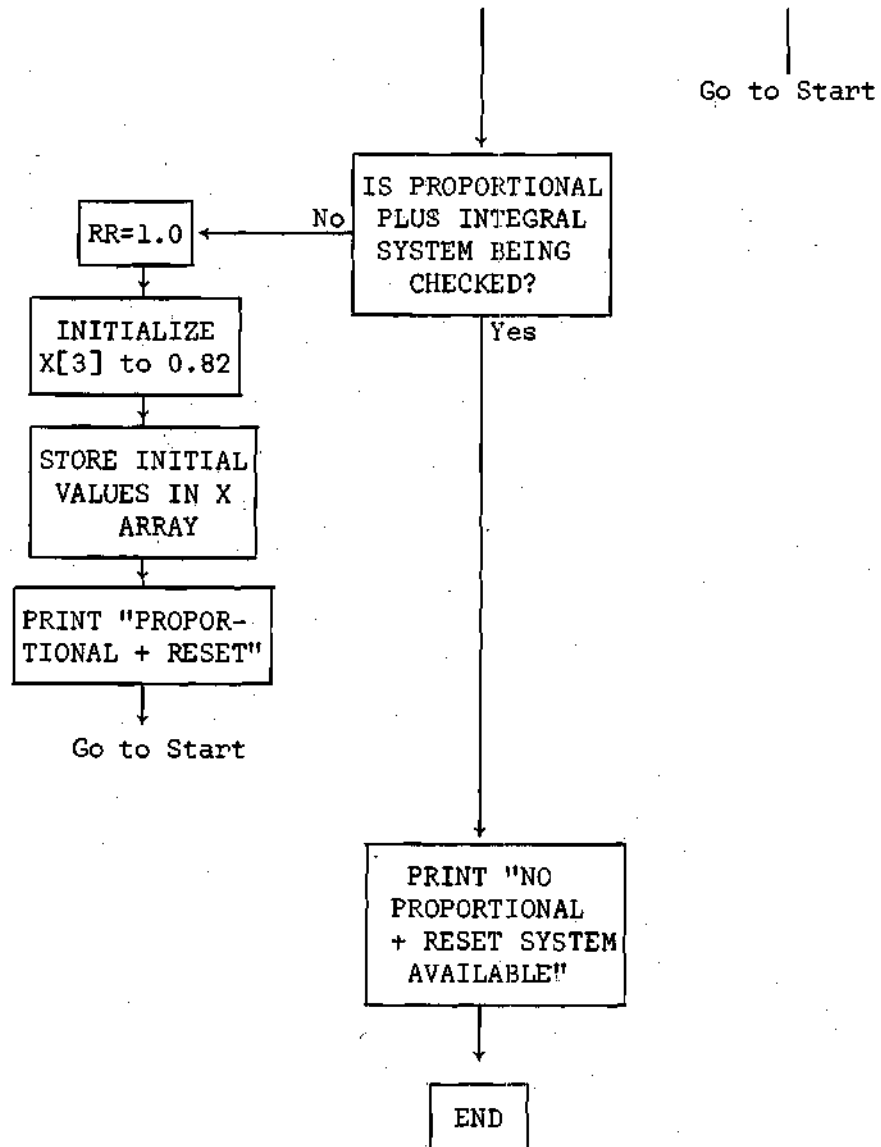 Go to Start
IS PROPORTIONAL
PLUS INTEGRAL
SYSTEM BEING
CHECKED?
No
RR=1.0
Yes
INITIALIZE
X[3] to 0.82
STORE INITIAL
VALUES IN X
ARRAY
PRINT "PROPOR-
TIONAL + RESET"
Go to Start
PRINT "NO
PROPORTIONAL
+ RESET SYSTEM
AVAILABLE"
END